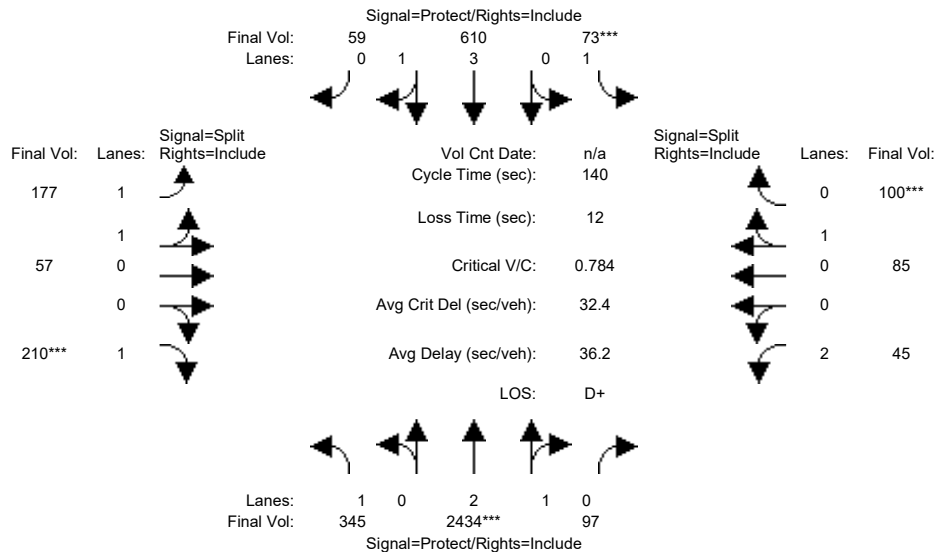 Signal=Protect/Rights=Include
Final Vol: 59 610 73***
Lanes: 0 1 3 0 1
Signal=Split
Final Vol: Lanes: Rights=Include
Vol Cnt Date: n/a
Signal=Split
Rights=Include Lanes: Final Vol:
Cycle Time (sec): 140
177 1
0 100***
Loss Time (sec): 12
1
1
57 0
Critical V/C: 0.784
0 85
0
Avg Crit Del (sec/veh): 32.4
0
210*** 1
Avg Delay (sec/veh): 36.2
2 45
LOS: D+
Lanes: 1 0 2 1 0
Final Vol: 345 2434*** 97
Signal=Protect/Rights=Include